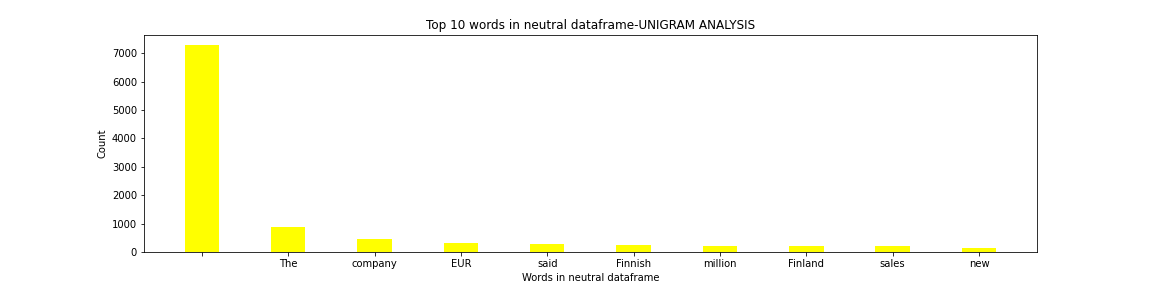 Top 10 words in neutral dataframe-UNIGRAM ANALYSIS
7000
6000
5000
4000
3000
2000
1000
0
Count
The company EUR said Finnish million Finland sales new
Words in neutral dataframe